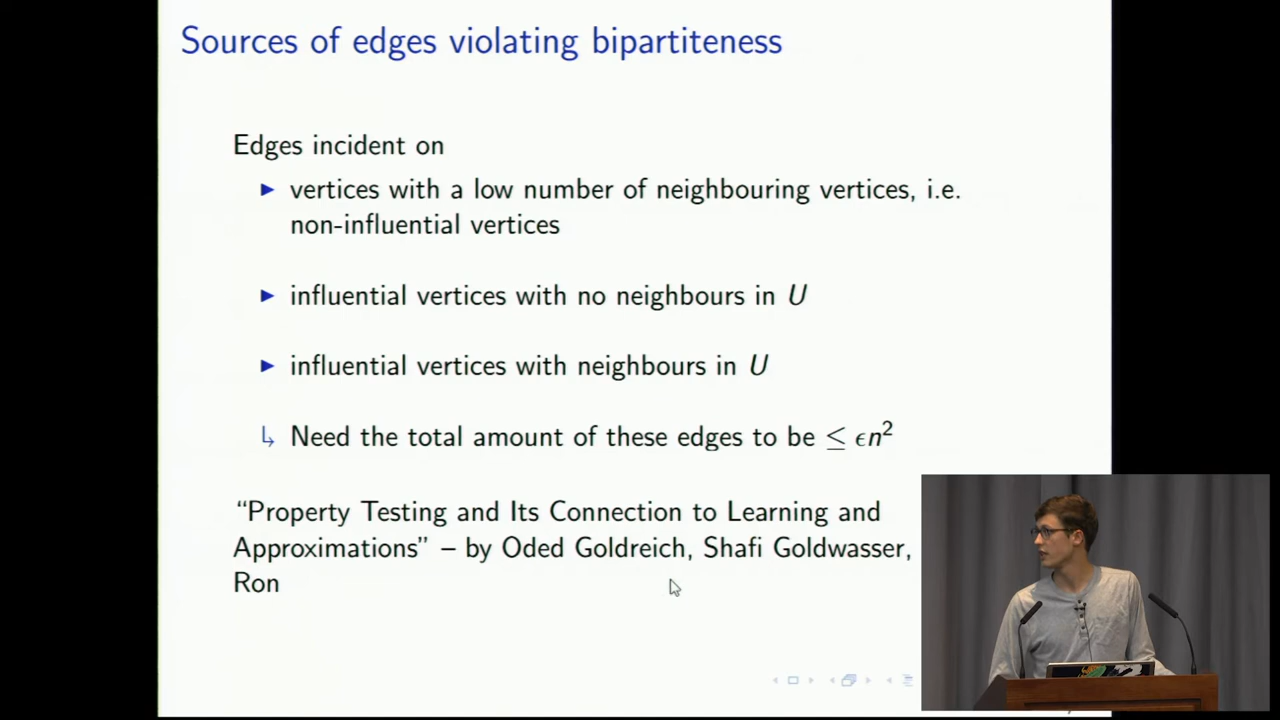 Sources of edges violating bipartiteness
Edges incident on
▶ vertices with a low number of neighbouring vertices, i.e.
non-influential vertices
▶ influential vertices with no neighbours in U
▶ influential vertices with neighbours in U
↳ Need the total amount of these edges to be ≤ ϵn²
“Property Testing and Its Connection to Learning and
Approximations” – by Oded Goldreich, Shafi Goldwasser,
Ron